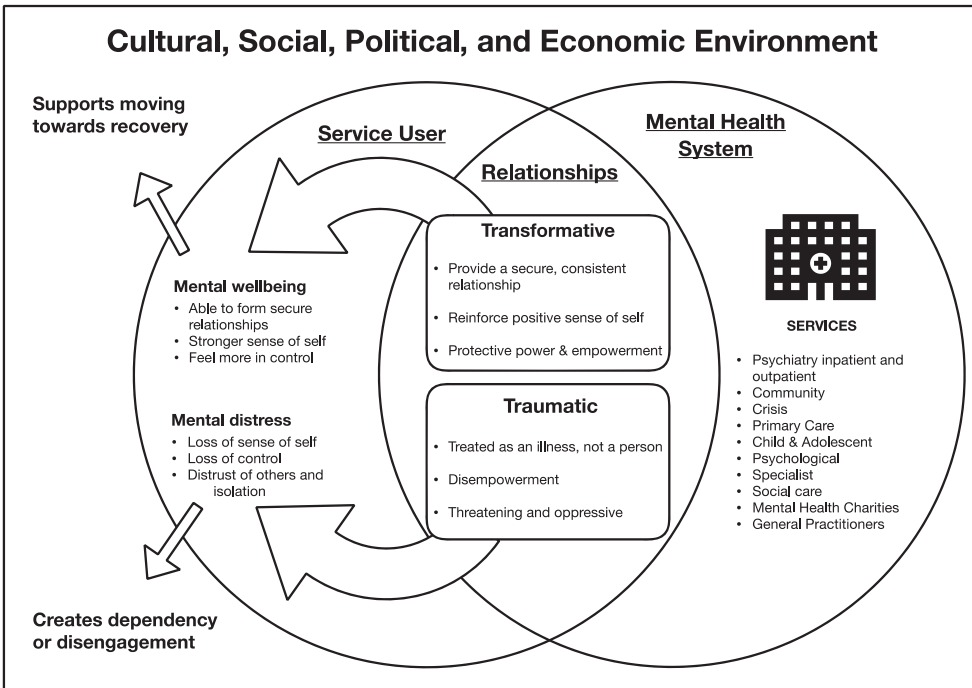 Cultural, Social, Political, and Economic Environment
Supports moving
towards recovery
Service User
Mental wellbeing
• Able to form secure
relationships
• Stronger sense of self
• Feel more in control
Mental distress
• Loss of sense of self
• Loss of control
• Distrust of others and
isolation
Creates dependency
or disengagement
Relationships
Transformative
• Provide a secure, consistent
relationship
• Reinforce positive sense of self
• Protective power & empowerment
Traumatic
• Treated as an illness, not a person
• Disempowerment
• Threatening and oppressive
Mental Health
System
SERVICES
• Psychiatry inpatient and
outpatient
• Community
• Crisis
• Primary Care
• Child & Adolescent
• Psychological
• Specialist
• Social care
• Mental Health Charities
• General Practitioners